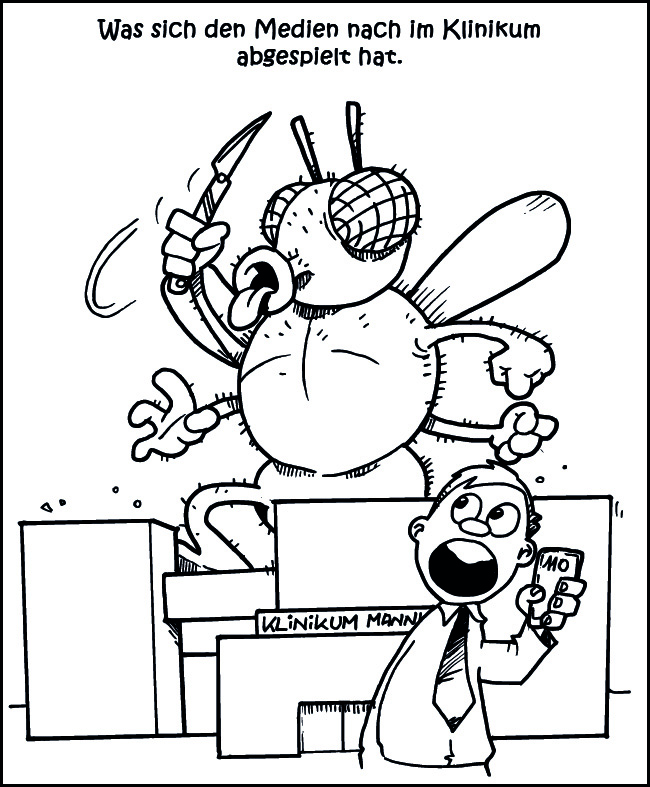 Was sich den Medien nach im Klinikum
abgespielt hat.
KLINIKUM MANN
MO